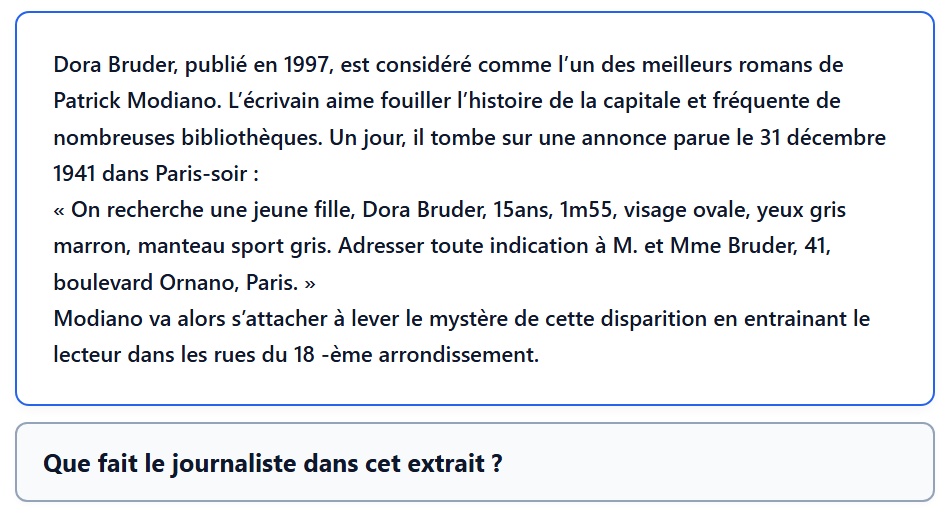 Dora Bruder, publié en 1997, est considéré comme l’un des meilleurs romans de
Patrick Modiano. L’écrivain aime fouiller l’histoire de la capitale et fréquente de
nombreuses bibliothèques. Un jour, il tombe sur une annonce parue le 31 décembre
1941 dans Paris-soir :
« On recherche une jeune fille, Dora Bruder, 15ans, 1m55, visage ovale, yeux gris
marron, manteau sport gris. Adresser toute indication à M. et Mme Bruder, 41,
boulevard Ornano, Paris. »
Modiano va alors s’attacher à lever le mystère de cette disparition en entrainant le
lecteur dans les rues du 18 -ème arrondissement.
Que fait le journaliste dans cet extrait ?